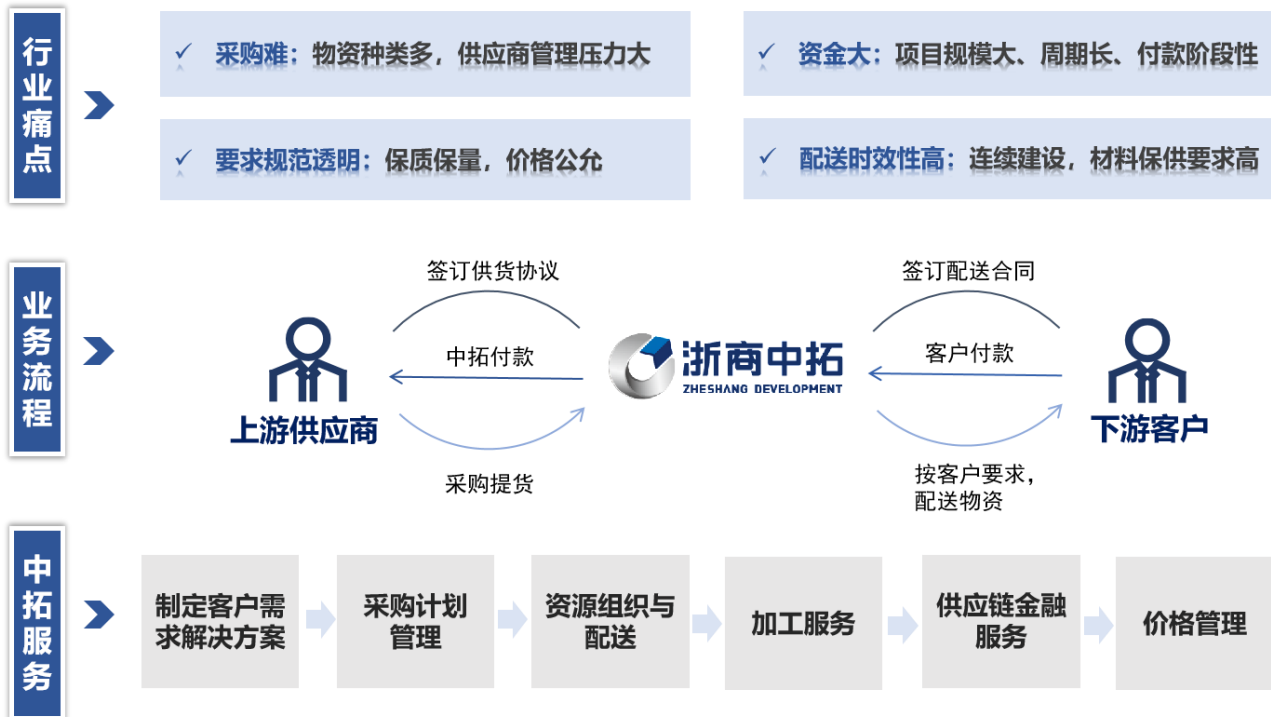 行业痛点
采购难：物资种类多，供应商管理压力大
资金大：项目规模大、周期长、付款阶段性
要求规范透明：保质保量，价格公允
配送时效性高：连续建设，材料保供要求高
业务流程
签订供货协议
签订配送合同
中拓付款
客户付款
浙商中拓
ZHESHANG DEVELOPMENT
上游供应商
下游客户
采购提货
按客户要求，
配送物资
中拓服务
制定客户需
求解决方案
采购计划
管理
资源组织与
配送
加工服务
供应链金融
服务
价格管理